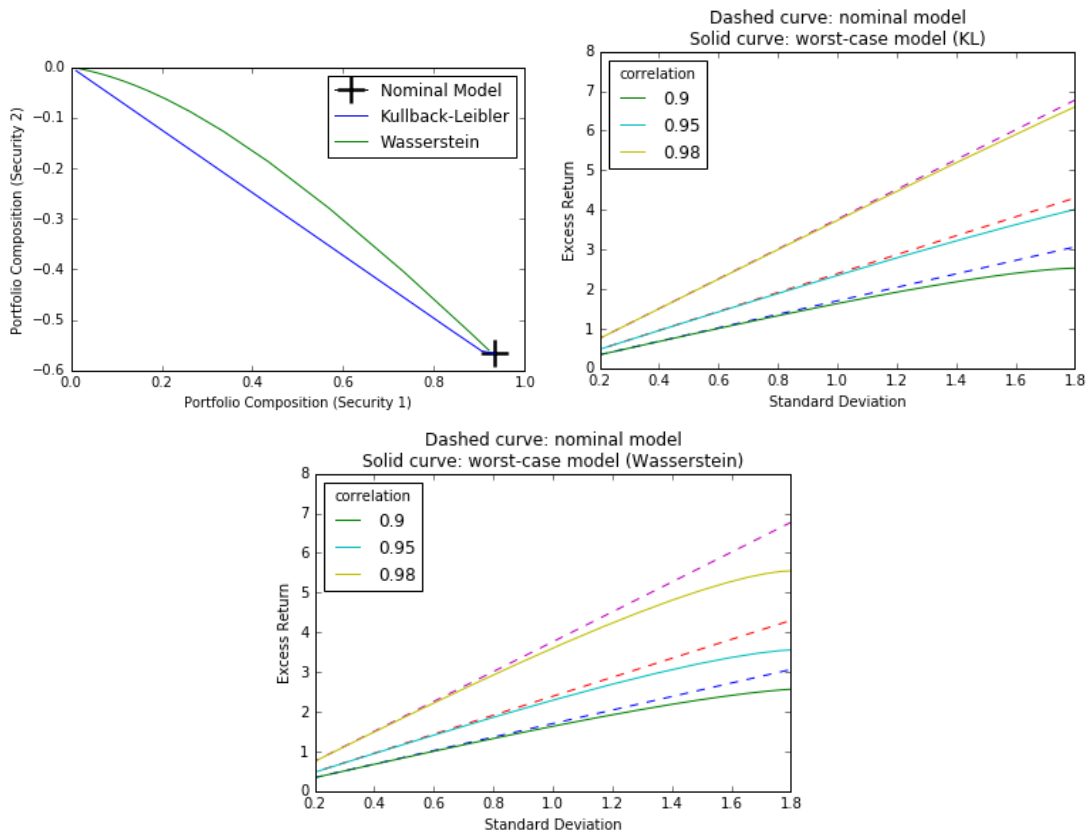 0.0
−0.1
−0.2
−0.3
−0.4
−0.5
−0.6
Portfolio Composition (Security 2)
Nominal Model
Kullback-Leibler
Wasserstein
0.0 0.2 0.4 0.6 0.8 1.0
Portfolio Composition (Security 1)
Dashed curve: nominal model
Solid curve: worst-case model (KL)
8
7
6
5
4
3
2
1
0
Excess Return
correlation
0.9
0.95
0.98
0.2 0.4 0.6 0.8 1.0 1.2 1.4 1.6 1.8
Standard Deviation
Dashed curve: nominal model
Solid curve: worst-case model (Wasserstein)
8
7
6
5
4
3
2
1
0
Excess Return
correlation
0.9
0.95
0.98
0.2 0.4 0.6 0.8 1.0 1.2 1.4 1.6 1.8
Standard Deviation